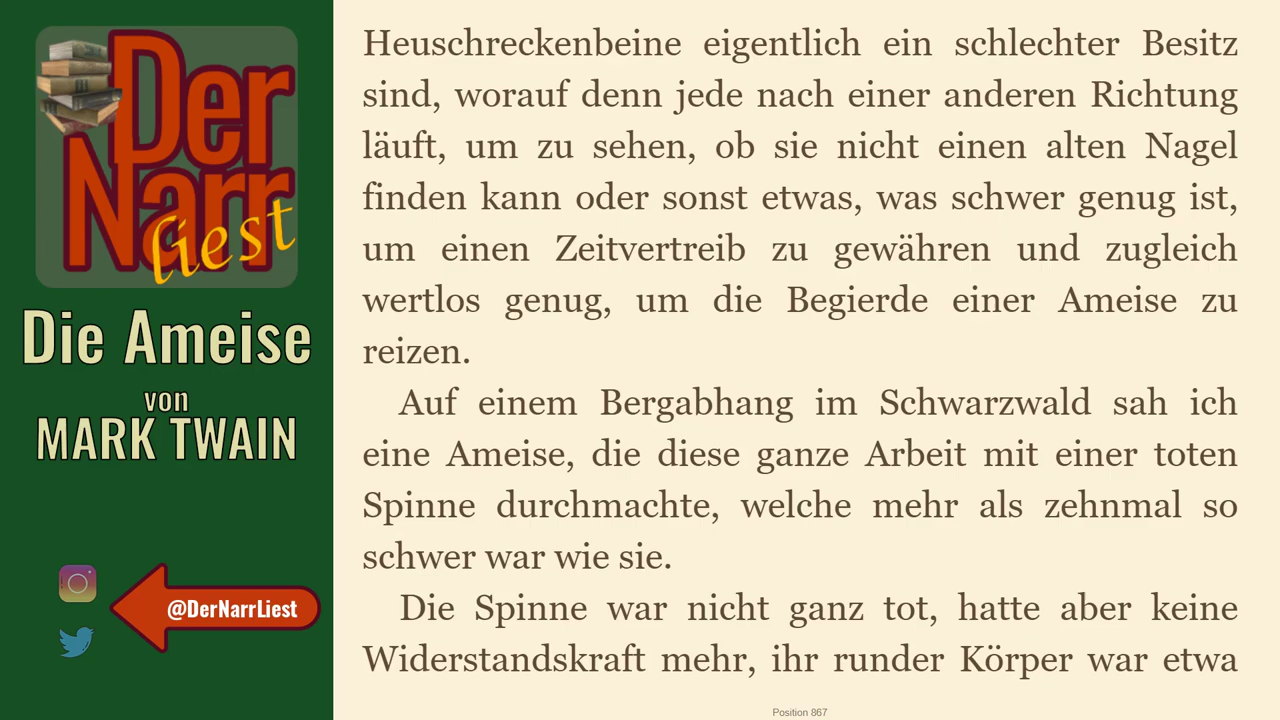 Der
Narr
liest
Die Ameise
von
MARK TWAIN
@DerNarrLiest
Heuschreckenbeine eigentlich ein schlechter Besitz
sind, worauf denn jede nach einer anderen Richtung
läuft, um zu sehen, ob sie nicht einen alten Nagel
finden kann oder sonst etwas, was schwer genug ist,
um einen Zeitvertreib zu gewähren und zugleich
wertlos genug, um die Begierde einer Ameise zu
reizen.
Auf einem Bergabhang im Schwarzwald sah ich
eine Ameise, die diese ganze Arbeit mit einer toten
Spinne durchmachte, welche mehr als zehnmal so
schwer war wie sie.
Die Spinne war nicht ganz tot, hatte aber keine
Widerstandskraft mehr, ihr runder Körper war etwa
Position 867